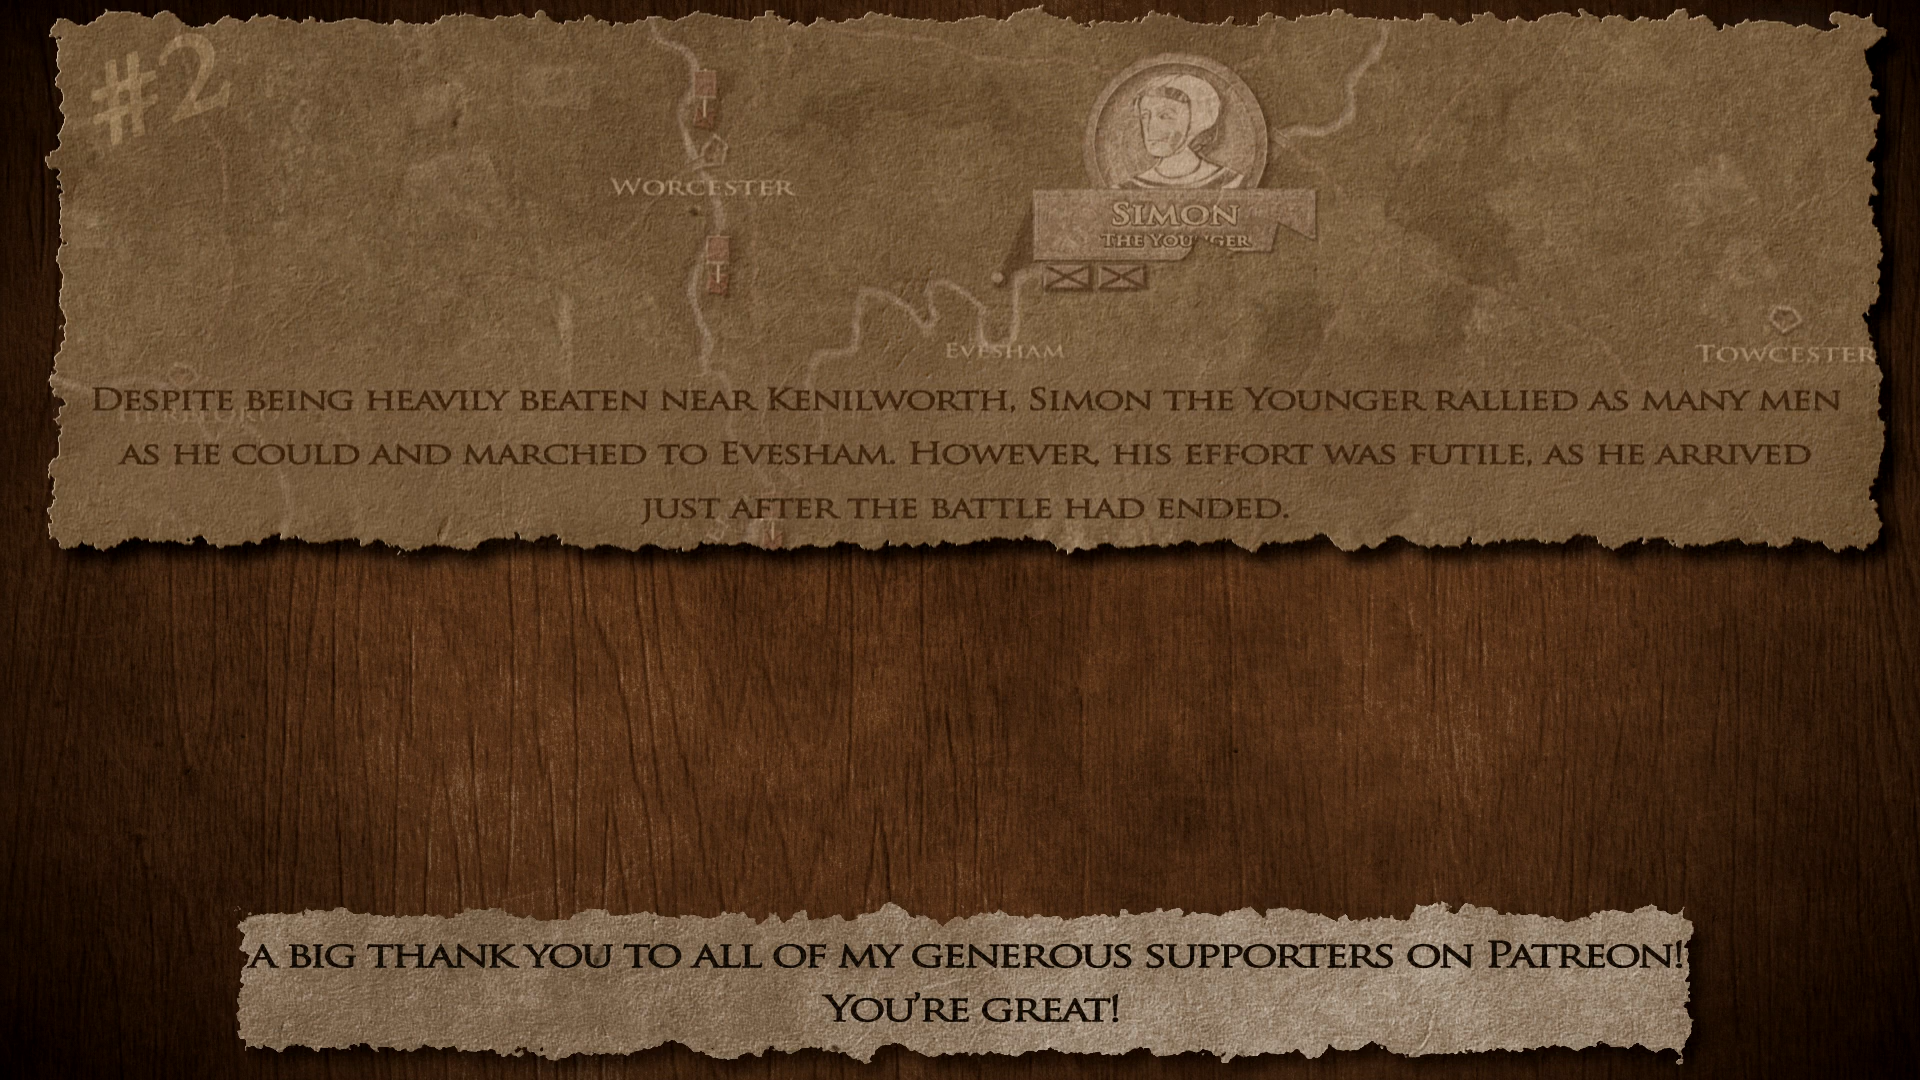 #2
Worcester
Simon
The Younger
Evesham
Towcester
Despite being heavily beaten near Kenilworth, Simon the Younger rallied as many men
as he could and marched to Evesham. However, his effort was futile, as he arrived
just after the battle had ended.
A big thank you to all of my generous supporters on Patreon!
You're great!